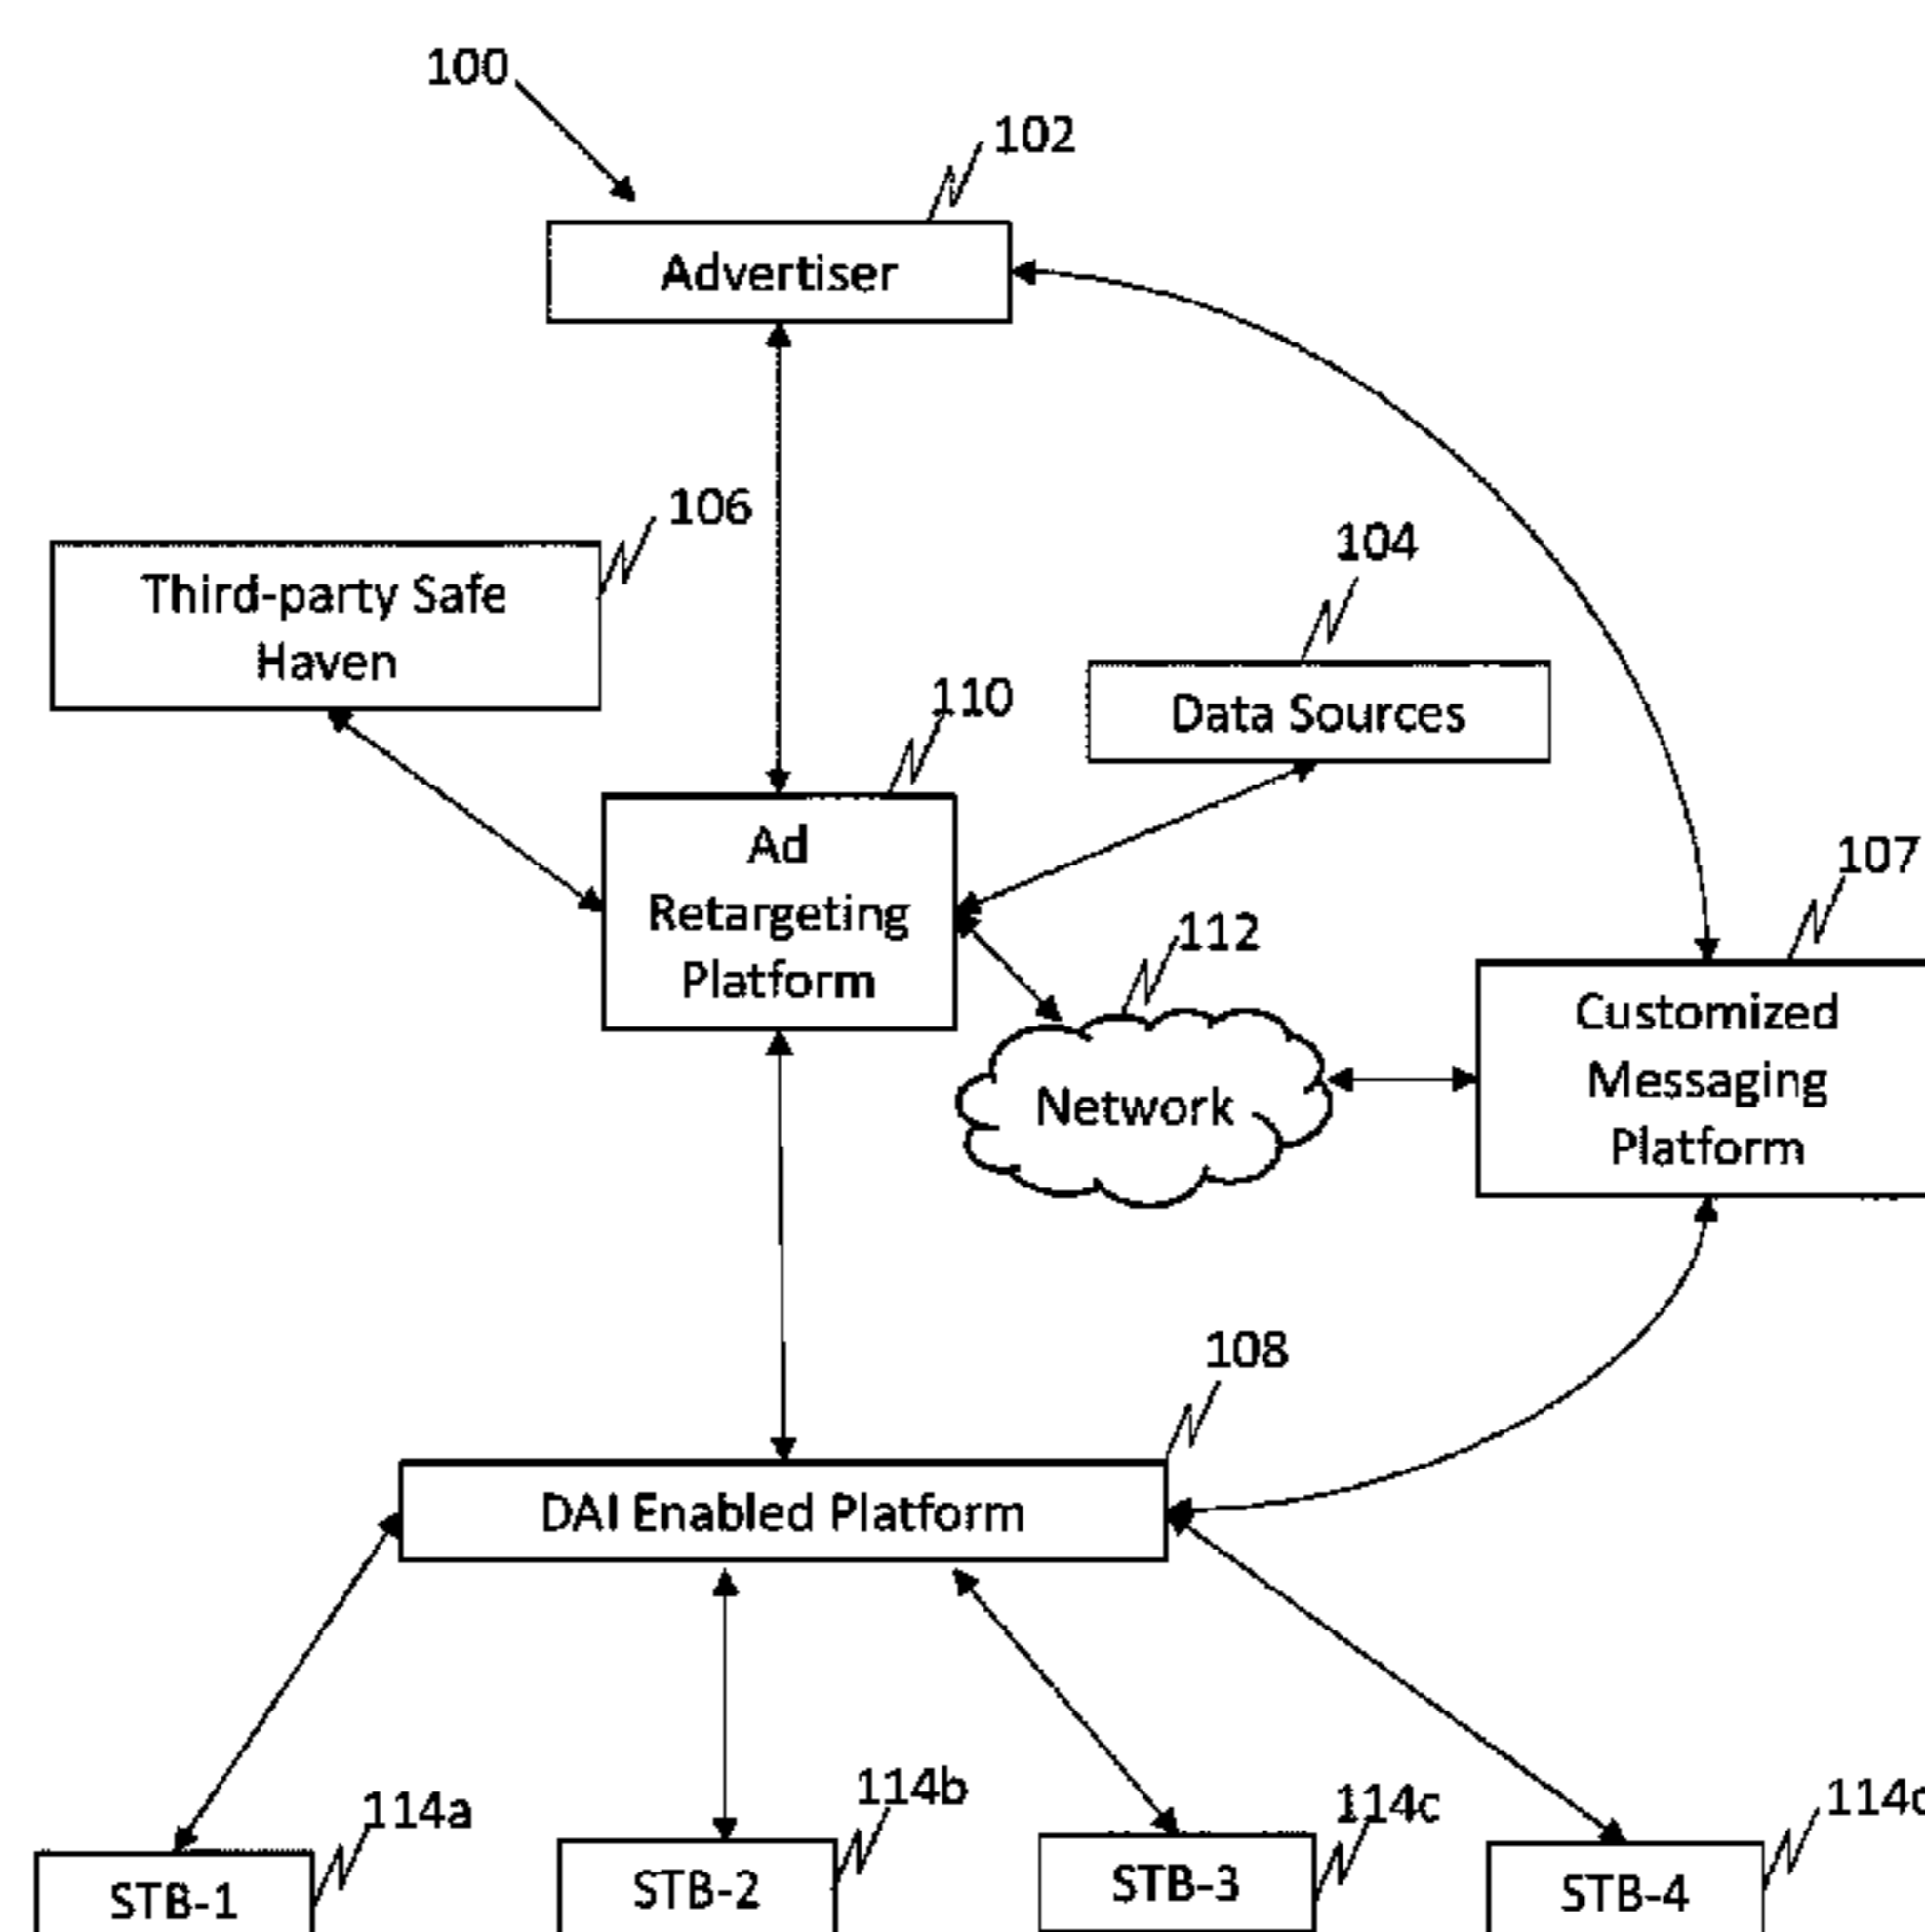 100
102
Advertiser
106
104
Third-party Safe
Haven
110
Data Sources
Ad
Retargeting
Platform
107
112
Customized
Messaging
Platform
Network
108
DAI Enabled Platform
114a
114b
114c
STB-1
STB-2
STB-3
STB-4